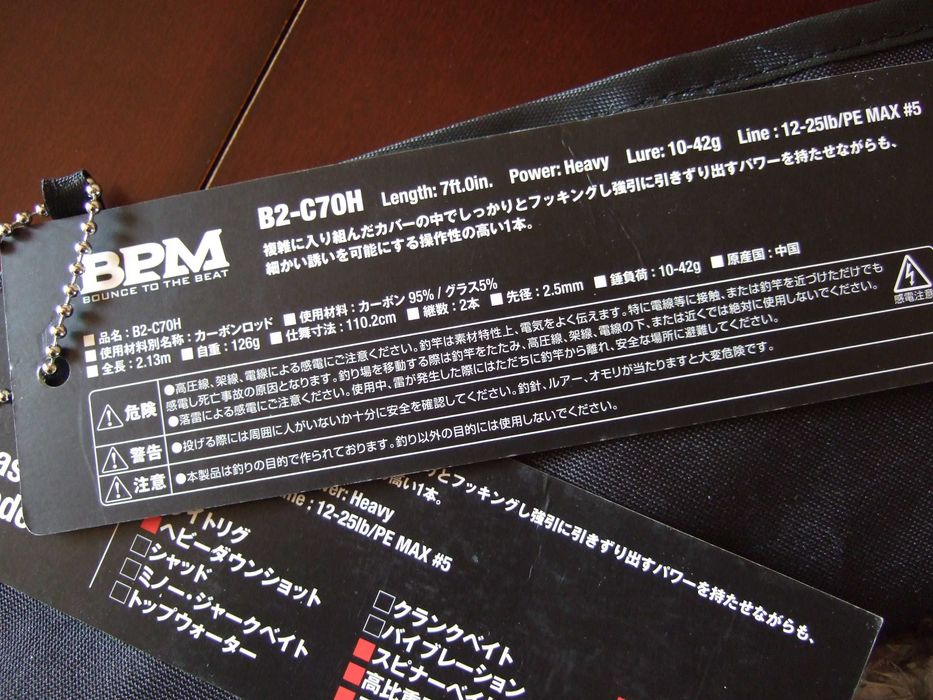 B2-C70H Length: 7ft.0in. Power: Heavy Lure: 10-42g Line : 12-25lb/PE MAX #5
複雑に入り組んだカバーの中でしっかりとフッキングし強引に引きずり出すパワーを持たせながらも、
細かい誘いを可能にする操作性の高い1本。
BPM
BOUNCE TO THE BEAT
■ 品名 : B2-C70H
■ 使用材料別名称 : カーボンロッド ■ 使用材料 : カーボン 95% / グラス5%
■ 全長 : 2.13m ■ 自重 : 126g ■ 仕舞寸法 : 110.2cm ■ 継数 : 2本 ■ 先径 : 2.5mm ■ 錘負荷 : 10-42g ■ 原産国 : 中国
危険
●高圧線、架線、電線による感電にご注意ください。釣竿は素材特性上、電気をよく伝えます。特に電線等に接触、または釣竿を近づけただけでも
感電し死亡事故の原因となります。釣り場を移動する際は釣竿をたたみ、高圧線、架線、電線の下、または近くでは絶対に使用しないでください。
●落雷による感電にご注意ください。使用中、雷が発生した際にはただちに釣竿から離れ、安全な場所に避難してください。
感電注意
警告
●投げる際には周囲に人がいないか十分に安全を確認してください。釣針、ルアー、オモリが当たりますと大変危険です。
注意
●本製品は釣りの目的で作られております。釣り以外の目的には使用しないでください。
とフッキングし強引に引きずり出すパワーを持たせながらも、
高い1本。
er: Heavy
: 12-25lb/PE MAX #5
イトリグ
ヘビーダウンショット
シャッド
ミノー・ジャークベイト
トップウォーター
クランクベイト
バイブレーション
スピナーベイ
高比重